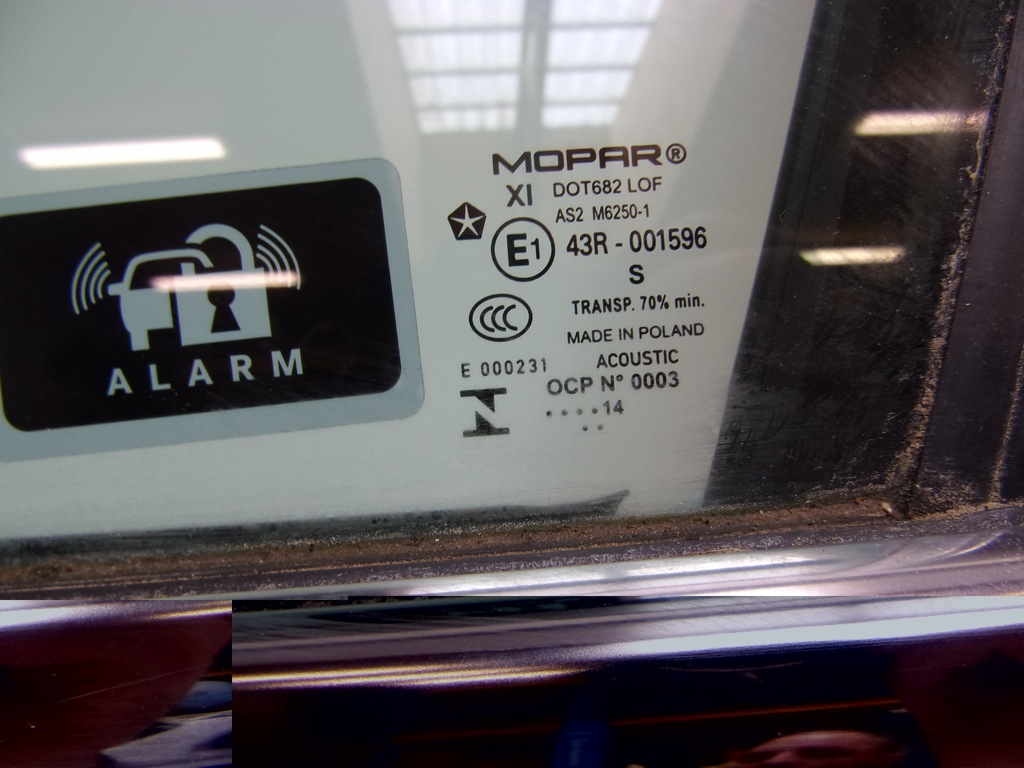 MOPAR®
XI DOT682 LOF
AS2 M6250-1
E1 43R - 001596
S
CCC TRANSP. 70% min.
MADE IN POLAND
E 000231 ACOUSTIC
OCP N° 0003
N ····14
··
ALARM